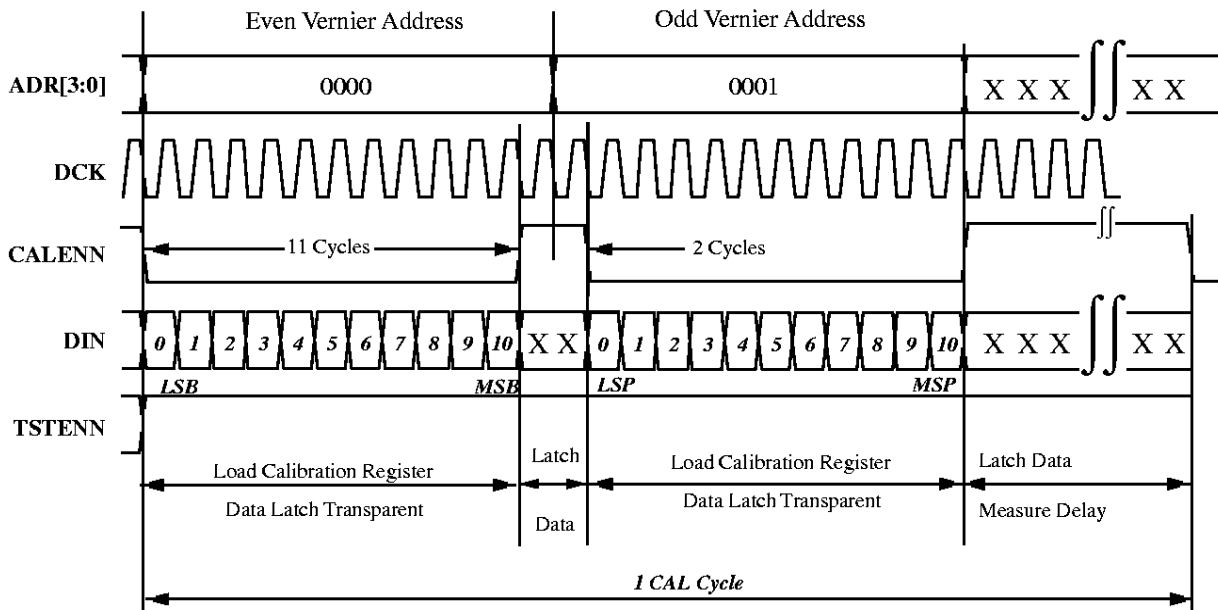 Even Vernier Address Odd Vernier Address
ADR[3:0] 0000 0001 X X X ∫∫ X X
DCK
CALENN 11 Cycles 2 Cycles ∫∫
DIN 0 1 2 3 4 5 6 7 8 9 10 X X 0 1 2 3 4 5 6 7 8 9 10 X X X ∫∫ X X
LSB MSB LSP MSP
TSTENN
Load Calibration Register Latch Load Calibration Register Latch Data
Data Latch Transparent Data Data Latch Transparent Measure Delay
1 CAL Cycle